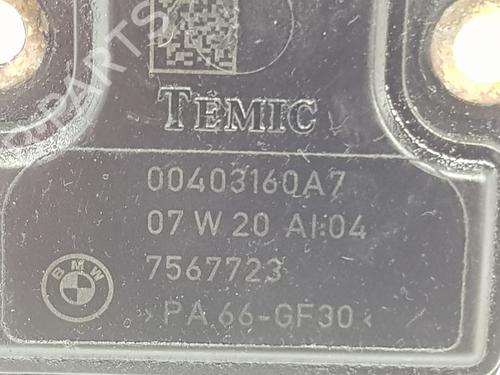 TEMIC
00403160A7
07 W 20 AI:04
7567723
BMW
>PA 66-GF30<